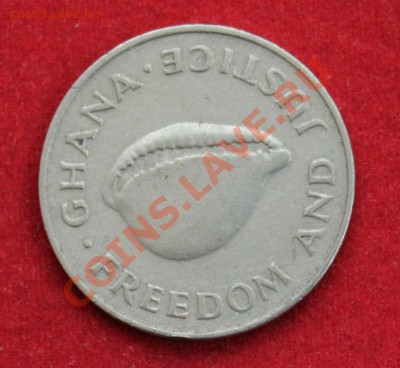 GHANA · FREEDOM AND JUSTICE ·
COINS.LAVE.RU